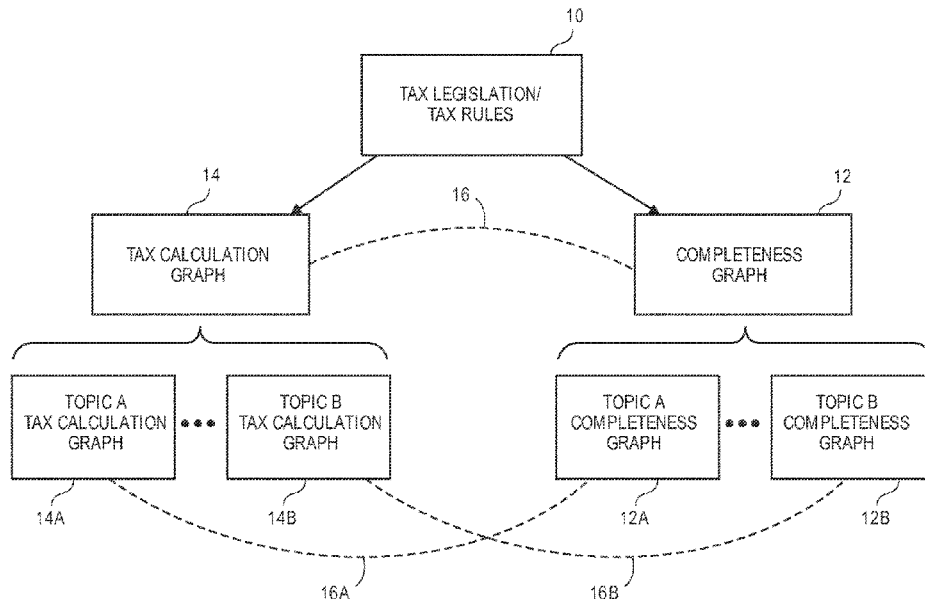 10
TAX LEGISLATION/
TAX RULES
14
12
16
TAX CALCULATION
GRAPH
COMPLETENESS
GRAPH
TOPIC A
TAX CALCULATION
GRAPH
TOPIC B
TAX CALCULATION
GRAPH
TOPIC A
COMPLETENESS
GRAPH
TOPIC B
COMPLETENESS
GRAPH
14A
14B
12A
12B
16A
16B